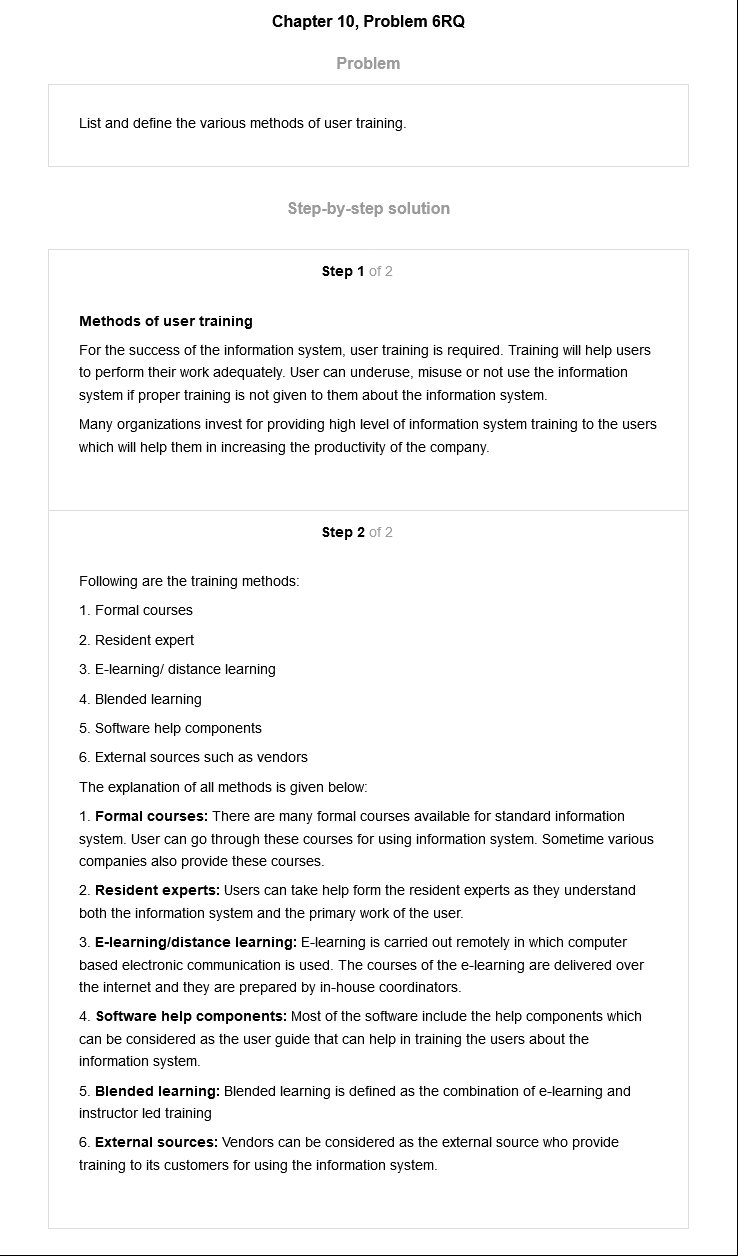 Chapter 10, Problem 6RQ
Problem
List and define the various methods of user training.
Step-by-step solution
Step 1 of 2
Methods of user training
For the success of the information system, user training is required. Training will help users
to perform their work adequately. User can underuse, misuse or not use the information
system if proper training is not given to them about the information system.
Many organizations invest for providing high level of information system training to the users
which will help them in increasing the productivity of the company.
Step 2 of 2
Following are the training methods:
1. Formal courses
2. Resident expert
3. E-learning/ distance learning
4. Blended learning
5. Software help components
6. External sources such as vendors
The explanation of all methods is given below:
1. Formal courses: There are many formal courses available for standard information
system. User can go through these courses for using information system. Sometime various
companies also provide these courses.
2. Resident experts: Users can take help form the resident experts as they understand
both the information system and the primary work of the user.
3. E-learning/distance learning: E-learning is carried out remotely in which computer
based electronic communication is used. The courses of the e-learning are delivered over
the internet and they are prepared by in-house coordinators.
4. Software help components: Most of the software include the help components which
can be considered as the user guide that can help in training the users about the
information system.
5. Blended learning: Blended learning is defined as the combination of e-learning and
instructor led training
6. External sources: Vendors can be considered as the external source who provide
training to its customers for using the information system.